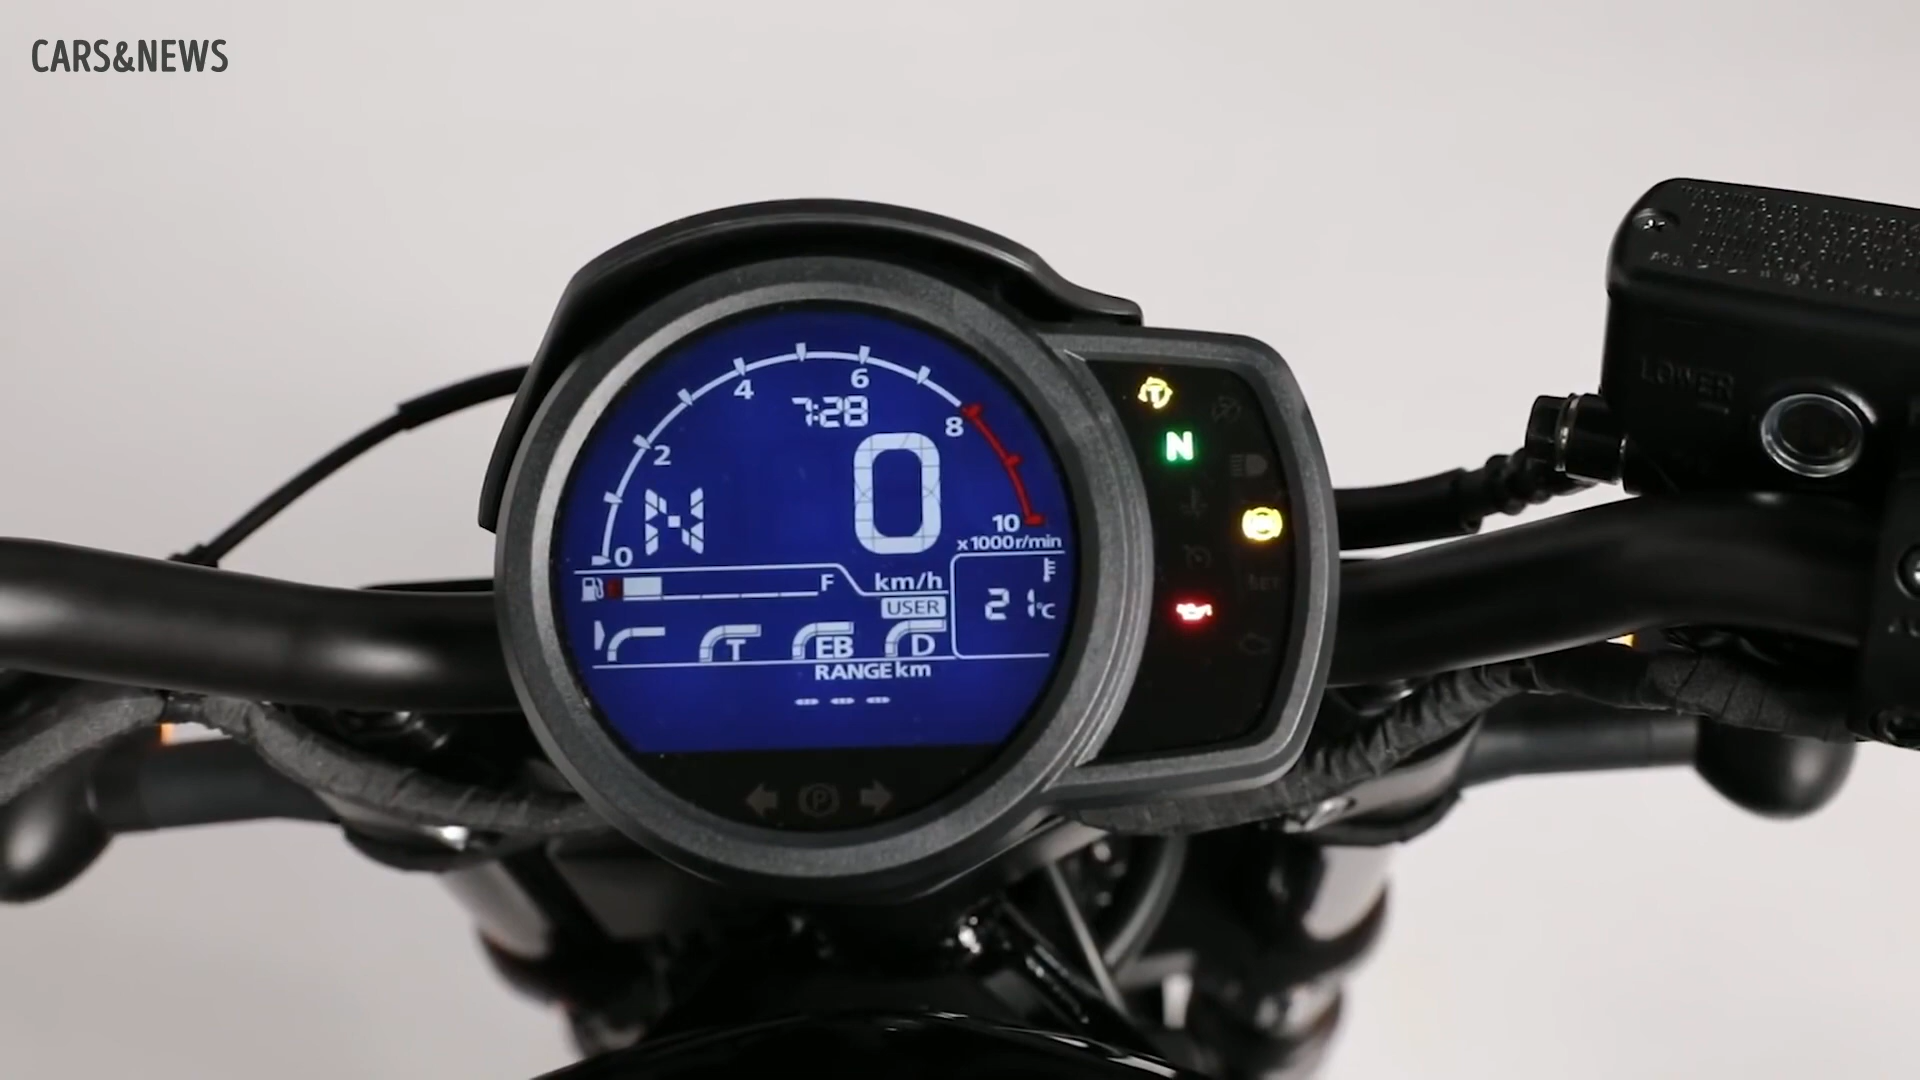 CARS&NEWS
7:28
0
2
4
6
8
10
x1000r/min
N
0
F
km/h
USER
21°C
T
EB
D
RANGE km
--- --- ---
P
T
N
SET
LOWER